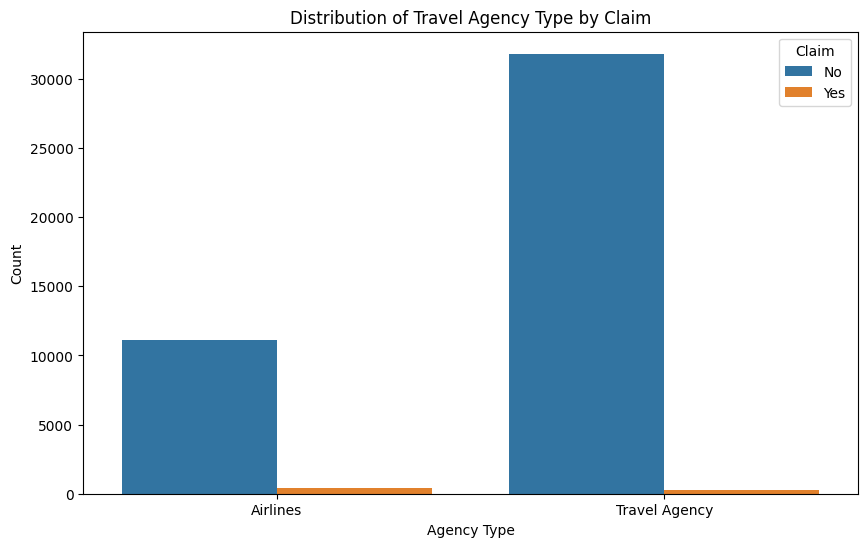 Distribution of Travel Agency Type by Claim
Claim
No
Yes
30000
25000
20000
15000
10000
5000
0
Count
Airlines
Travel Agency
Agency Type